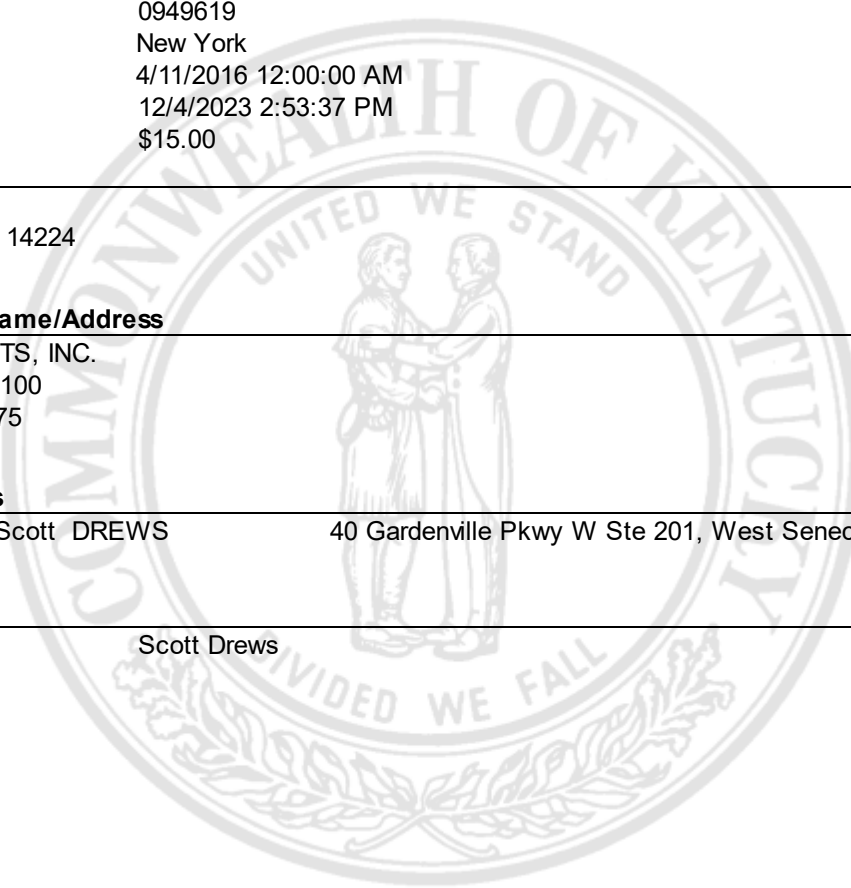 0949619
New York
4/11/2016 12:00:00 AM
12/4/2023 2:53:37 PM
$15.00
14224
ame/Address
TS, INC.
100
75
s
Scott DREWS 40 Gardenville Pkwy W Ste 201, West Senec
Scott Drews
COMMONWEALTH OF KENTUCKY
UNITED WE STAND
DIVIDED WE FALL